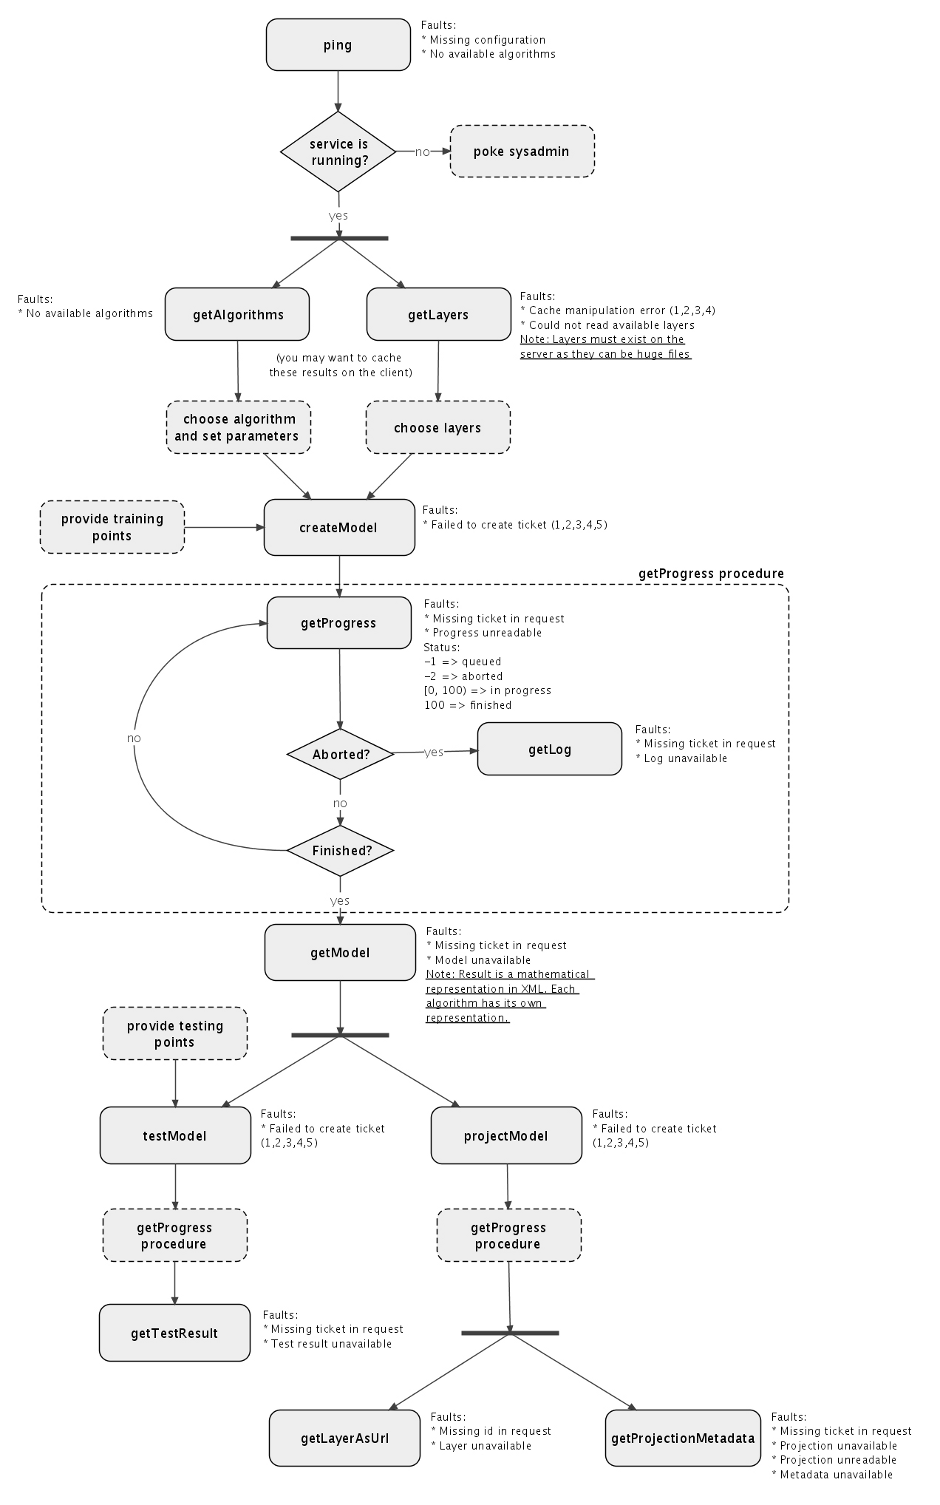 ping
Faults:
* Missing configuration
* No available algorithms
service is
running?
no
poke sysadmin
yes
Faults:
* No available algorithms
getAlgorithms
getLayers
Faults:
* Cache manipulation error (1,2,3,4)
* Could not read available layers
Note: Layers must exist on the
server as they can be huge files
(you may want to cache
these results on the client)
choose algorithm
and set parameters
choose layers
provide training
points
createModel
Faults:
* Failed to create ticket (1,2,3,4,5)
getProgress procedure
getProgress
Faults:
* Missing ticket in request
* Progress unreadable
Status:
-1 => queued
-2 => aborted
[0, 100) => in progress
100 => finished
no
Aborted?
yes
getLog
Faults:
* Missing ticket in request
* Log unavailable
no
Finished?
yes
getModel
Faults:
* Missing ticket in request
* Model unavailable
Note: Result is a mathematical
representation in XML. Each
algorithm has its own
representation.
provide testing
points
testModel
Faults:
* Failed to create ticket
(1,2,3,4,5)
projectModel
Faults:
* Failed to create ticket
(1,2,3,4,5)
getProgress
procedure
getProgress
procedure
getTestResult
Faults:
* Missing ticket in request
* Test result unavailable
getLayerAsUrl
Faults:
* Missing id in request
* Layer unavailable
getProjectionMetadata
Faults:
* Missing ticket in request
* Projection unavailable
* Projection unreadable
* Metadata unavailable